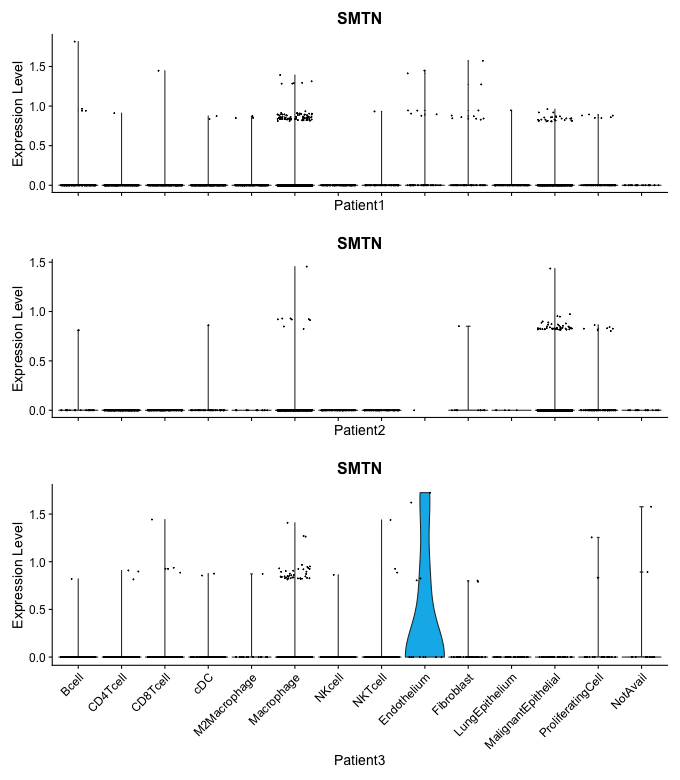 SMTN
Expression Level
1.5
1.0
0.5
0.0
Patient1
SMTN
Expression Level
1.5
1.0
0.5
0.0
Patient2
SMTN
Expression Level
1.5
1.0
0.5
0.0
Bcell
CD4Tcell
CD8Tcell
cDC
M2Macrophage
Macrophage
NKcell
NKTcell
Endothelium
Fibroblast
LungEpithelium
MalignantEpithelial
ProliferatingCell
NotAvail
Patient3